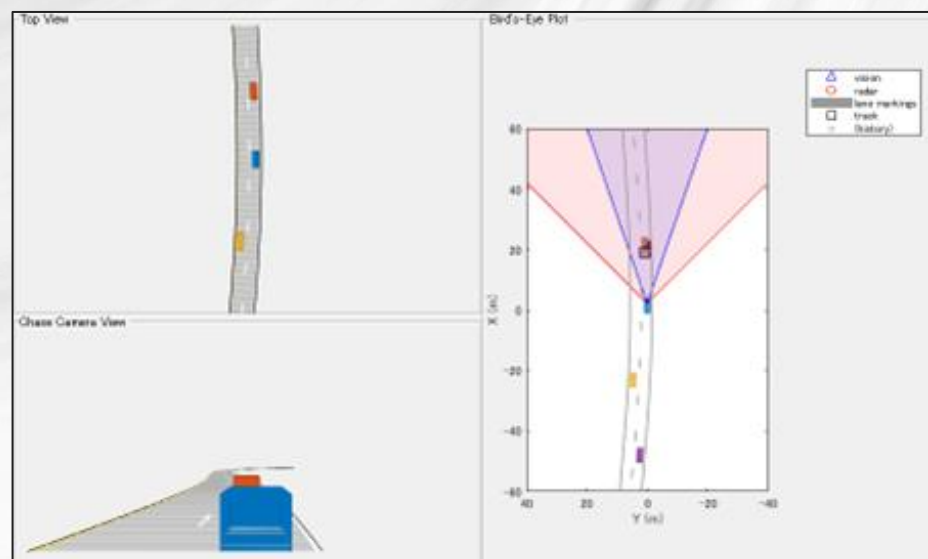 Top View
Bird's-Eye Plot
vision
radar
lane markings
track
(history)
60
40
20
0
-20
-40
-60
X (m)
40
20
0
-20
-40
Y (m)
Chase Camera View